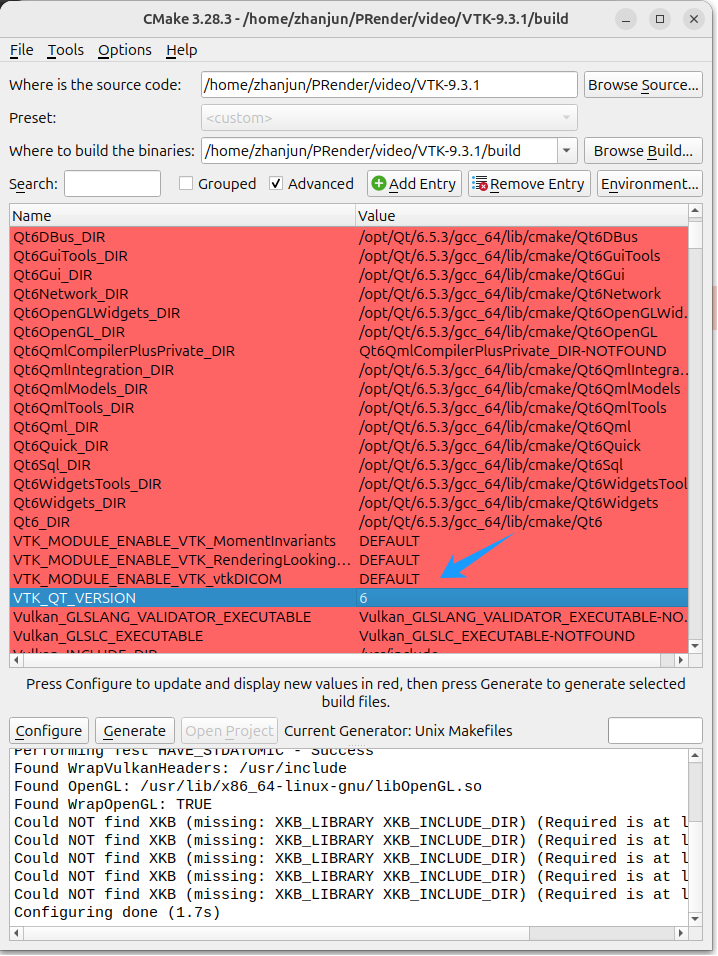 CMake 3.28.3 - /home/zhanjun/PRender/video/VTK-9.3.1/build
File Tools Options Help
Where is the source code: /home/zhanjun/PRender/video/VTK-9.3.1 Browse Source...
Preset: <custom>
Where to build the binaries: /home/zhanjun/PRender/video/VTK-9.3.1/build Browse Build...
Search: Grouped Advanced Add Entry Remove Entry Environment...
Name Value
Qt6DBus_DIR /opt/Qt/6.5.3/gcc_64/lib/cmake/Qt6DBus
Qt6GuiTools_DIR /opt/Qt/6.5.3/gcc_64/lib/cmake/Qt6GuiTools
Qt6Gui_DIR /opt/Qt/6.5.3/gcc_64/lib/cmake/Qt6Gui
Qt6Network_DIR /opt/Qt/6.5.3/gcc_64/lib/cmake/Qt6Network
Qt6OpenGLWidgets_DIR /opt/Qt/6.5.3/gcc_64/lib/cmake/Qt6OpenGLWid...
Qt6OpenGL_DIR /opt/Qt/6.5.3/gcc_64/lib/cmake/Qt6OpenGL
Qt6QmlCompilerPlusPrivate_DIR Qt6QmlCompilerPlusPrivate_DIR-NOTFOUND
Qt6QmlIntegration_DIR /opt/Qt/6.5.3/gcc_64/lib/cmake/Qt6QmlIntegra...
Qt6QmlModels_DIR /opt/Qt/6.5.3/gcc_64/lib/cmake/Qt6QmlModels
Qt6QmlTools_DIR /opt/Qt/6.5.3/gcc_64/lib/cmake/Qt6QmlTools
Qt6Qml_DIR /opt/Qt/6.5.3/gcc_64/lib/cmake/Qt6Qml
Qt6Quick_DIR /opt/Qt/6.5.3/gcc_64/lib/cmake/Qt6Quick
Qt6Sql_DIR /opt/Qt/6.5.3/gcc_64/lib/cmake/Qt6Sql
Qt6WidgetsTools_DIR /opt/Qt/6.5.3/gcc_64/lib/cmake/Qt6WidgetsTool
Qt6Widgets_DIR /opt/Qt/6.5.3/gcc_64/lib/cmake/Qt6Widgets
Qt6_DIR /opt/Qt/6.5.3/gcc_64/lib/cmake/Qt6
VTK_MODULE_ENABLE_VTK_MomentInvariants DEFAULT
VTK_MODULE_ENABLE_VTK_RenderingLooking... DEFAULT
VTK_MODULE_ENABLE_VTK_vtkDICOM DEFAULT
VTK_QT_VERSION 6
Vulkan_GLSLANG_VALIDATOR_EXECUTABLE Vulkan_GLSLANG_VALIDATOR_EXECUTABLE-NO...
Vulkan_GLSLC_EXECUTABLE Vulkan_GLSLC_EXECUTABLE-NOTFOUND
Vulkan_INCLUDE_DIR /usr/include
Press Configure to update and display new values in red, then press Generate to generate selected
build files.
Configure Generate Open Project Current Generator: Unix Makefiles
Performing Test HAVE_STDATOMIC - Success
Found WrapVulkanHeaders: /usr/include
Found OpenGL: /usr/lib/x86_64-linux-gnu/libOpenGL.so
Found WrapOpenGL: TRUE
Could NOT find XKB (missing: XKB_LIBRARY XKB_INCLUDE_DIR) (Required is at l
Could NOT find XKB (missing: XKB_LIBRARY XKB_INCLUDE_DIR) (Required is at l
Could NOT find XKB (missing: XKB_LIBRARY XKB_INCLUDE_DIR) (Required is at l
Could NOT find XKB (missing: XKB_LIBRARY XKB_INCLUDE_DIR) (Required is at l
Could NOT find XKB (missing: XKB_LIBRARY XKB_INCLUDE_DIR) (Required is at l
Configuring done (1.7s)